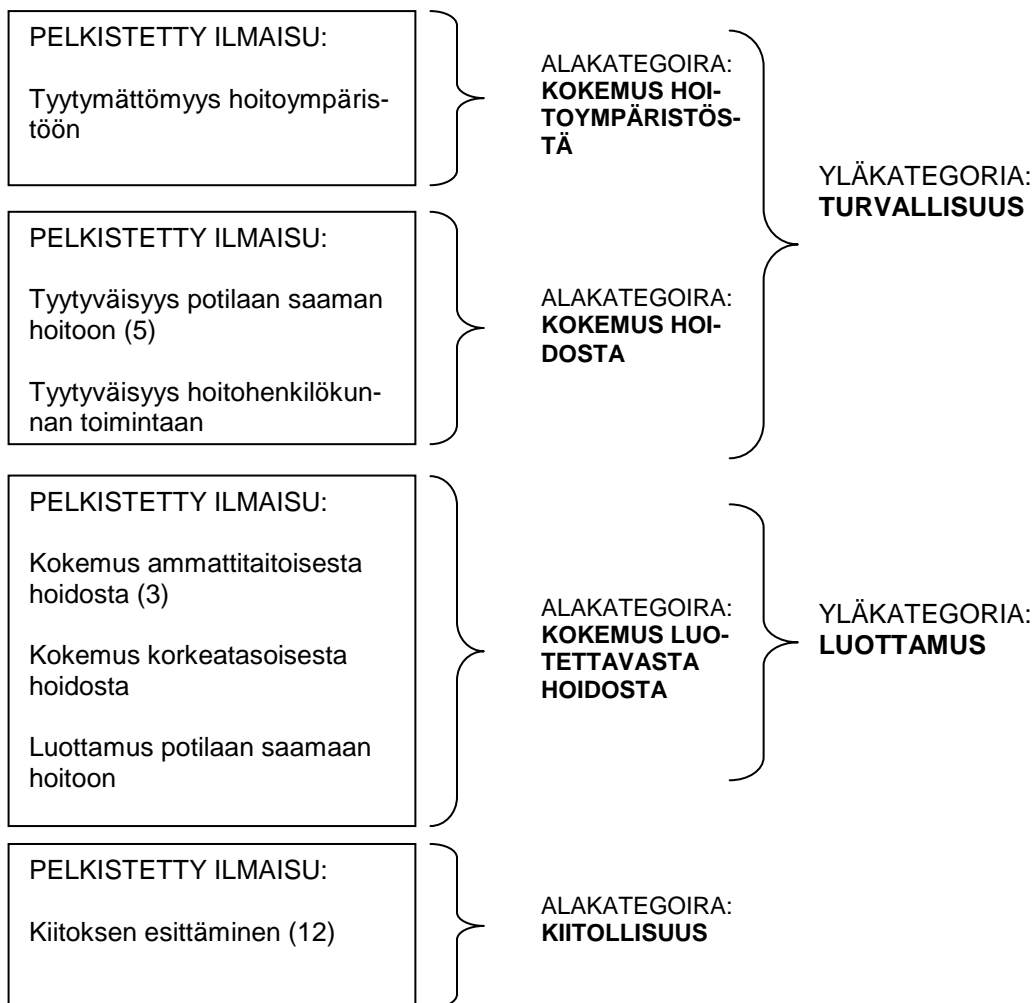 PELKISTETTY ILMAISU:
Tyytymättömyys hoitoympäris-
töön
ALAKATEGOIRA:
KOKEMUS HOI-
TOYMPÄRISTÖS-
TÄ
YLÄKATEGORIA:
TURVALLISUUS
PELKISTETTY ILMAISU:
Tyytyväisyys potilaan saaman
hoitoon (5)
Tyytyväisyys hoitohenkilökun-
nan toimintaan
ALAKATEGOIRA:
KOKEMUS HOI-
DOSTA
PELKISTETTY ILMAISU:
Kokemus ammattitaitoisesta
hoidosta (3)
Kokemus korkeatasoisesta
hoidosta
Luottamus potilaan saamaan
hoitoon
ALAKATEGOIRA:
KOKEMUS LUO-
TETTAVASTA
HOIDOSTA
YLÄKATEGORIA:
LUOTTAMUS
PELKISTETTY ILMAISU:
Kiitoksen esittäminen (12)
ALAKATEGOIRA:
KIITOLLISUUS